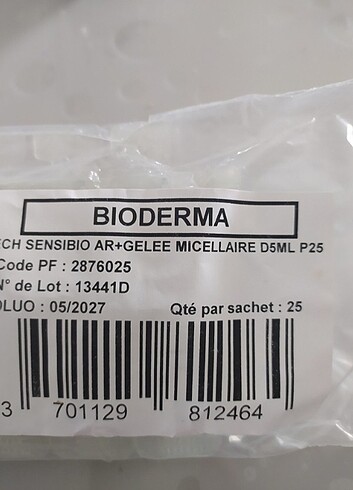 BIODERMA
ECH SENSIBIO AR+GELEE MICELLAIRE D5ML P25
Code PF : 2876025
N° de Lot : 13441D
DLUO : 05/2027 Qté par sachet : 25
3 701129 812464